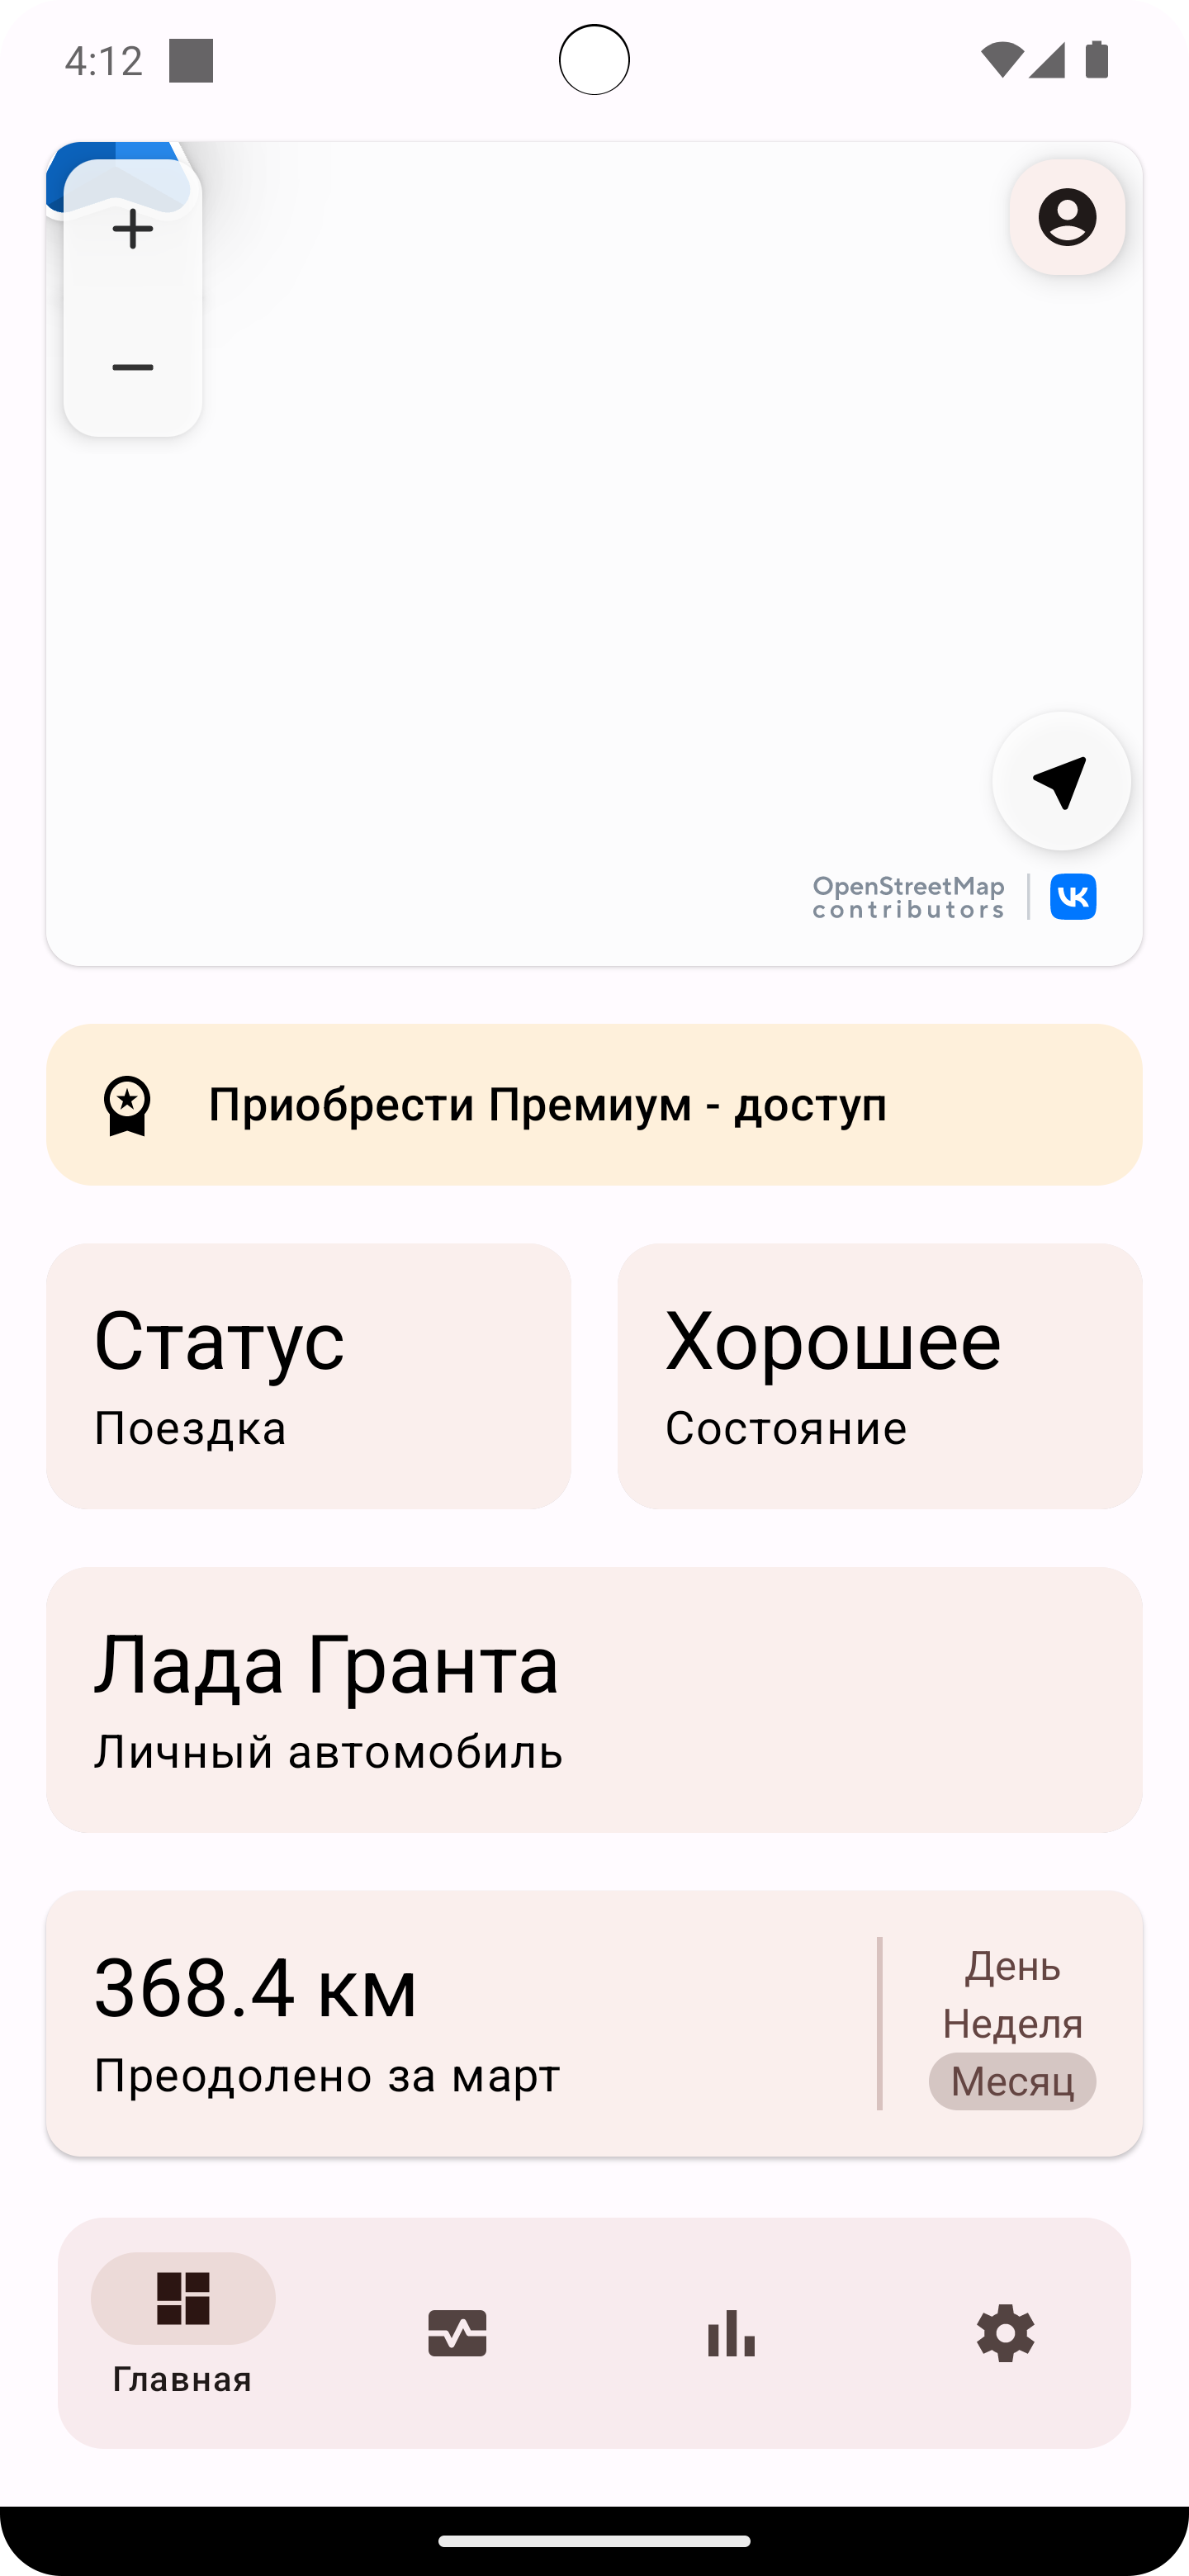 4:12
OpenStreetMap
contributors
Приобрести Премиум - доступ
Статус
Поездка
Хорошее
Состояние
Лада Гранта
Личный автомобиль
368.4 км
Преодолено за март
День
Неделя
Месяц
Главная